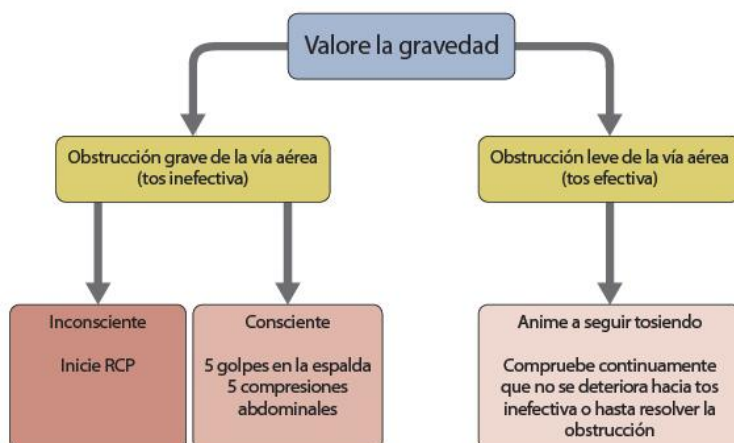 Valore la gravedad
Obstrucción grave de la vía aérea
(tos inefectiva)
Obstrucción leve de la vía aérea
(tos efectiva)
Inconsciente
Inicie RCP
Consciente
5 golpes en la espalda
5 compresiones
abdominales
Anime a seguir tosiendo
Compruebe continuamente
que no se deteriora hacia tos
inefectiva o hasta resolver la
obstrucción